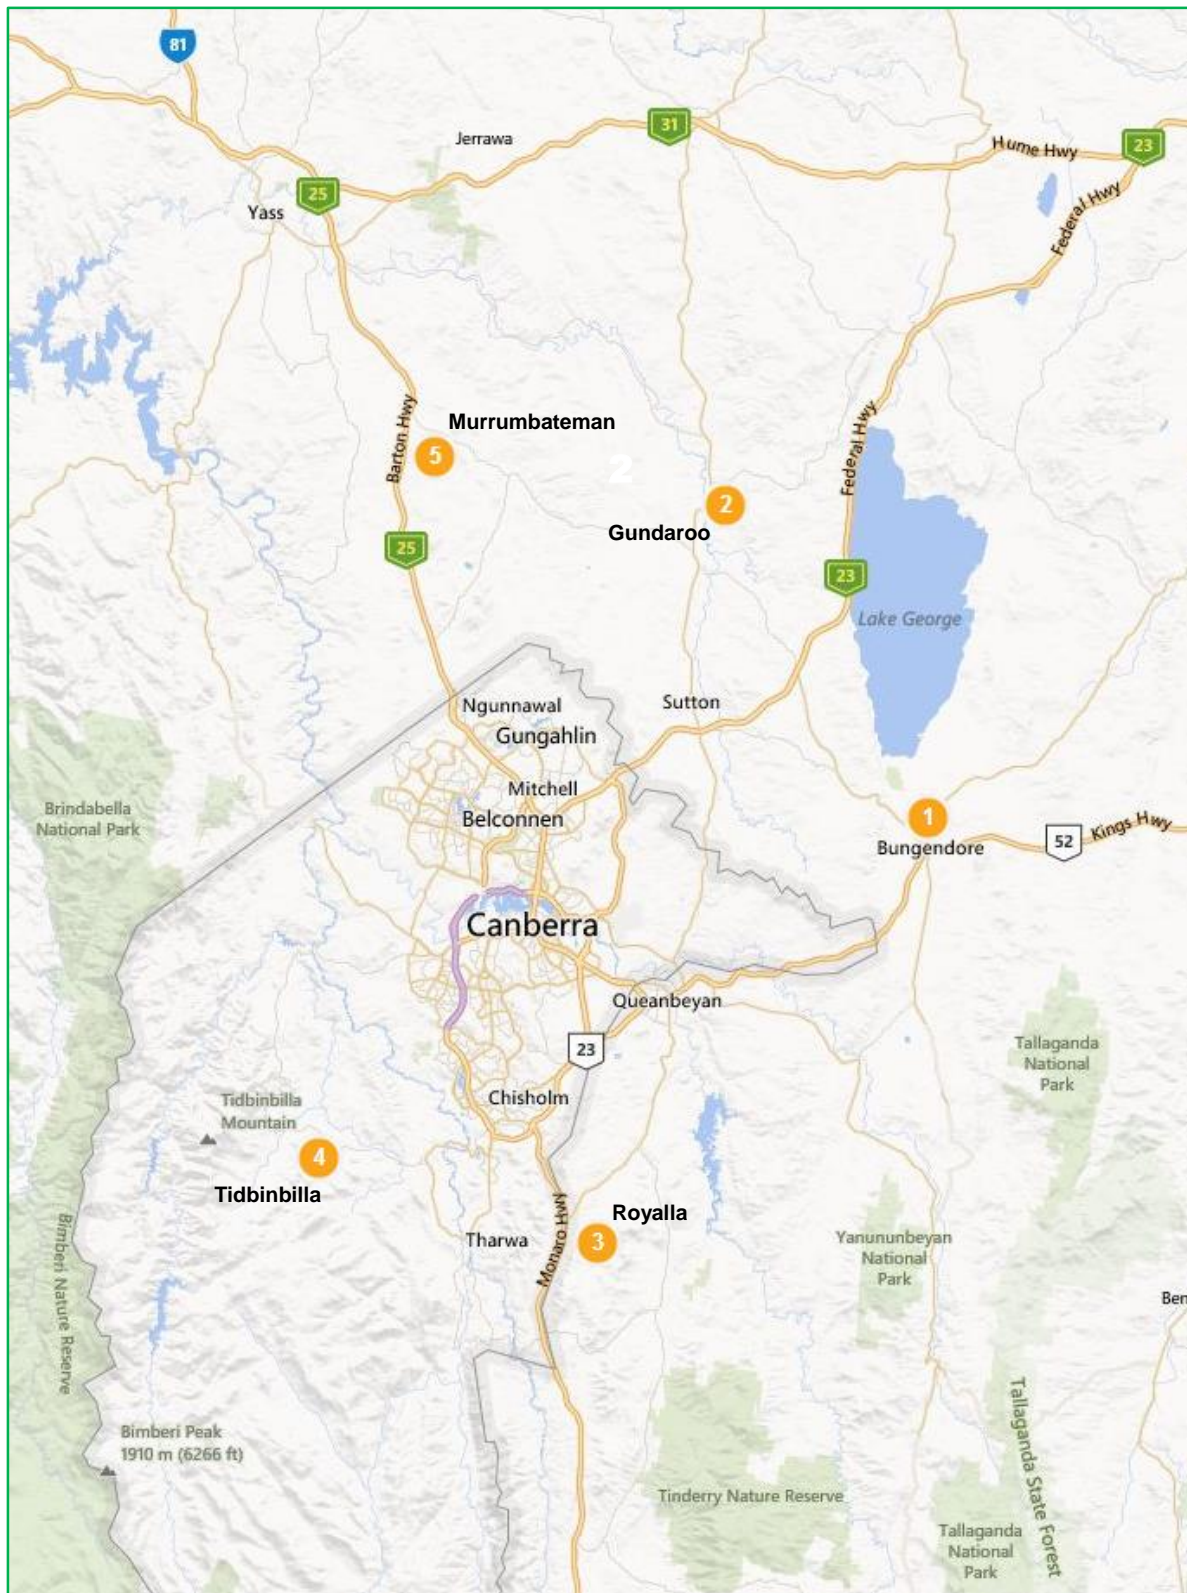 81
31
Jerrawa
Hume Hwy
23
25
Yass
Federal Hwy
Murrumbateman
Barton Hwy
5
2
Federal Hwy
2
Gundaroo
25
23
Lake George
Ngunnawal
Sutton
Gungahlin
Mitchell
Brindabella
National Park
Belconnen
1
Bungendore
52
Kings Hwy
Canberra
Queanbeyan
23
Tallaganda
National
Park
Chisholm
Tidbinbilla
Mountain
4
Tidbinbilla
Royalla
3
Tharwa
Monaro Hwy
Yanununbeyan
National
Park
Bimberi Nature Reserve
Ben
Bimberi Peak
1910 m (6266 ft)
Tinderry Nature Reserve
Tallaganda State Forest
Tallaganda
National
Park